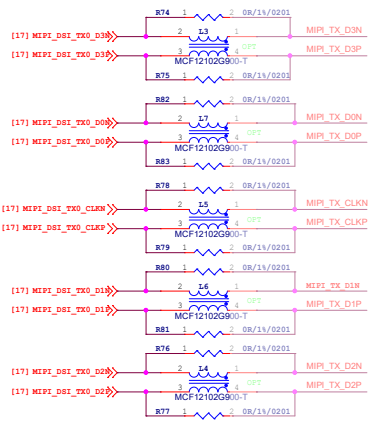 R74 1 2 0R/1%/0201
[17] MIPI_DSI_TX0_D3N 2 L3 1 MIPI_TX_D3N
[17] MIPI_DSI_TX0_D3P 3 4 OPT MIPI_TX_D3P
MCF12102G900-T
R75 1 2 0R/1%/0201
R82 1 2 0R/1%/0201
[17] MIPI_DSI_TX0_D0N 2 L7 1 MIPI_TX_D0N
[17] MIPI_DSI_TX0_D0P 3 4 OPT MIPI_TX_D0P
MCF12102G900-T
R83 1 2 0R/1%/0201
R78 1 2 0R/1%/0201
[17] MIPI_DSI_TX0_CLKN 2 L5 1 MIPI_TX_CLKN
[17] MIPI_DSI_TX0_CLKP 3 4 OPT MIPI_TX_CLKP
MCF12102G900-T
R79 1 2 0R/1%/0201
R80 1 2 0R/1%/0201
[17] MIPI_DSI_TX0_D1N 2 L6 1 MIPI_TX_D1N
[17] MIPI_DSI_TX0_D1P 3 4 OPT MIPI_TX_D1P
MCF12102G900-T
R81 1 2 0R/1%/0201
R76 1 2 0R/1%/0201
[17] MIPI_DSI_TX0_D2N 2 L4 1 MIPI_TX_D2N
[17] MIPI_DSI_TX0_D2P 3 4 OPT MIPI_TX_D2P
MCF12102G900-T
R77 1 2 0R/1%/0201